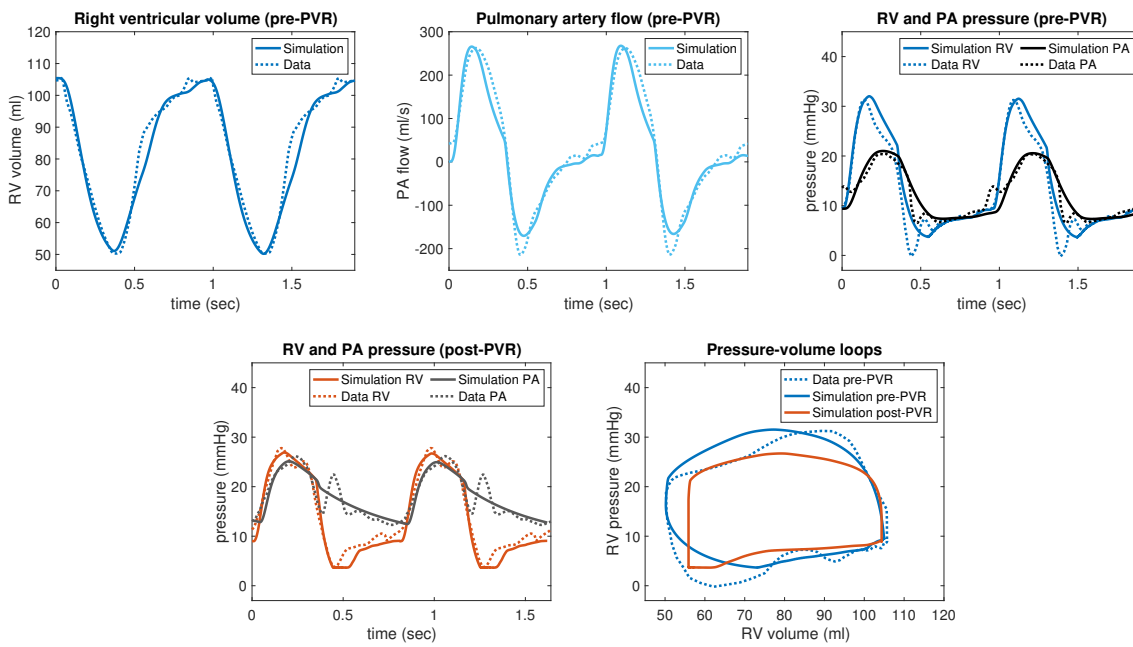 Right ventricular volume (pre-PVR)
120
110
100
90
80
70
60
50
RV volume (ml)
Simulation
Data
0
0.5
1
1.5
time (sec)
Pulmonary artery flow (pre-PVR)
300
200
100
0
-100
-200
PA flow (ml/s)
Simulation
Data
0
0.5
1
1.5
time (sec)
RV and PA pressure (pre-PVR)
Simulation RV
Simulation PA
Data RV
Data PA
40
30
20
10
0
pressure (mmHg)
0
0.5
1
1.5
time (sec)
RV and PA pressure (post-PVR)
Simulation RV
Simulation PA
Data RV
Data PA
40
30
20
10
0
pressure (mmHg)
0
0.5
1
1.5
time (sec)
Pressure-volume loops
Data pre-PVR
Simulation pre-PVR
Simulation post-PVR
40
30
20
10
0
RV pressure (mmHg)
50
60
70
80
90
100
110
120
RV volume (ml)